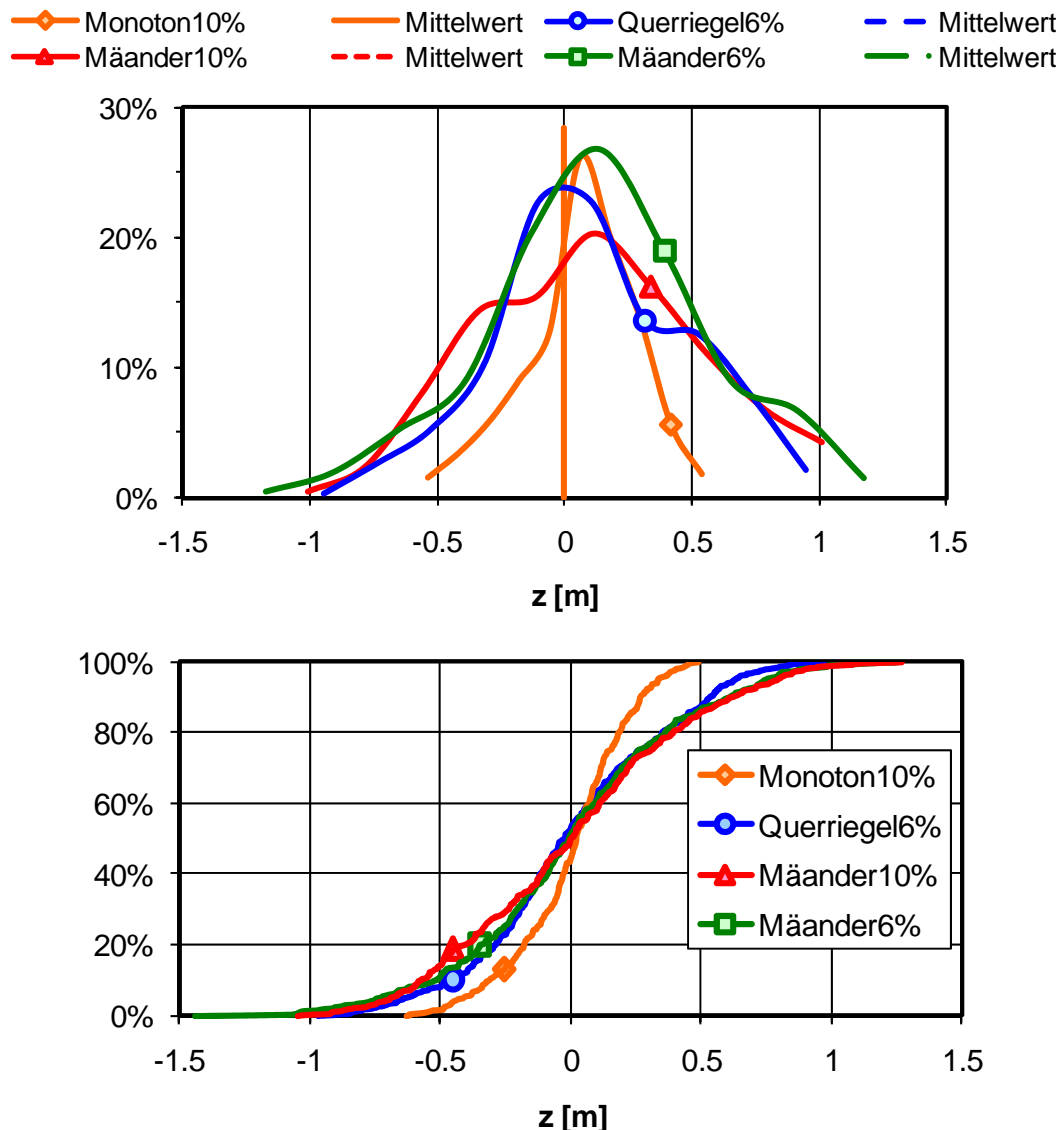 Monoton10% Mittelwert Querriegel6% Mittelwert
Mäander10% Mittelwert Mäander6% Mittelwert
30%
20%
10%
0%
-1.5 -1 -0.5 0 0.5 1 1.5
z [m]
100%
80%
60%
40%
20%
0%
Monoton10%
Querriegel6%
Mäander10%
Mäander6%
-1.5 -1 -0.5 0 0.5 1 1.5
z [m]